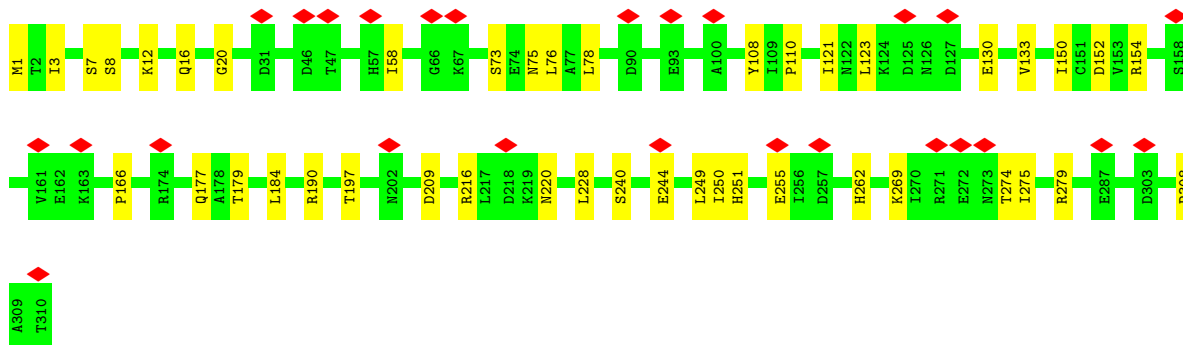 M1 T2 I3 S7 S8 K12 Q16 G20 D31 D46 T47 H57 I58 G66 K67 S73 E74 N75 L76 A77 L78 D90 E93 A100 Y108 I109 P110 I121 N122 L123 K124 D125 N126 D127 E130 V133 I150 C151 D152 V153 R154 S158
V161 E162 K163 P166 R174 Q177 A178 T179 L184 R190 T197 N202 D209 R216 L217 D218 K219 N220 L228 S240 E244 L249 I250 H251 E255 I256 D257 H262 K269 I270 R271 E272 N273 T274 I275 R279 E287 D303
A309 T310